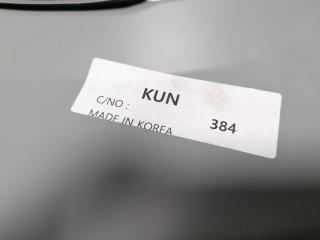 KUN
C/NO : 384
MADE IN KOREA